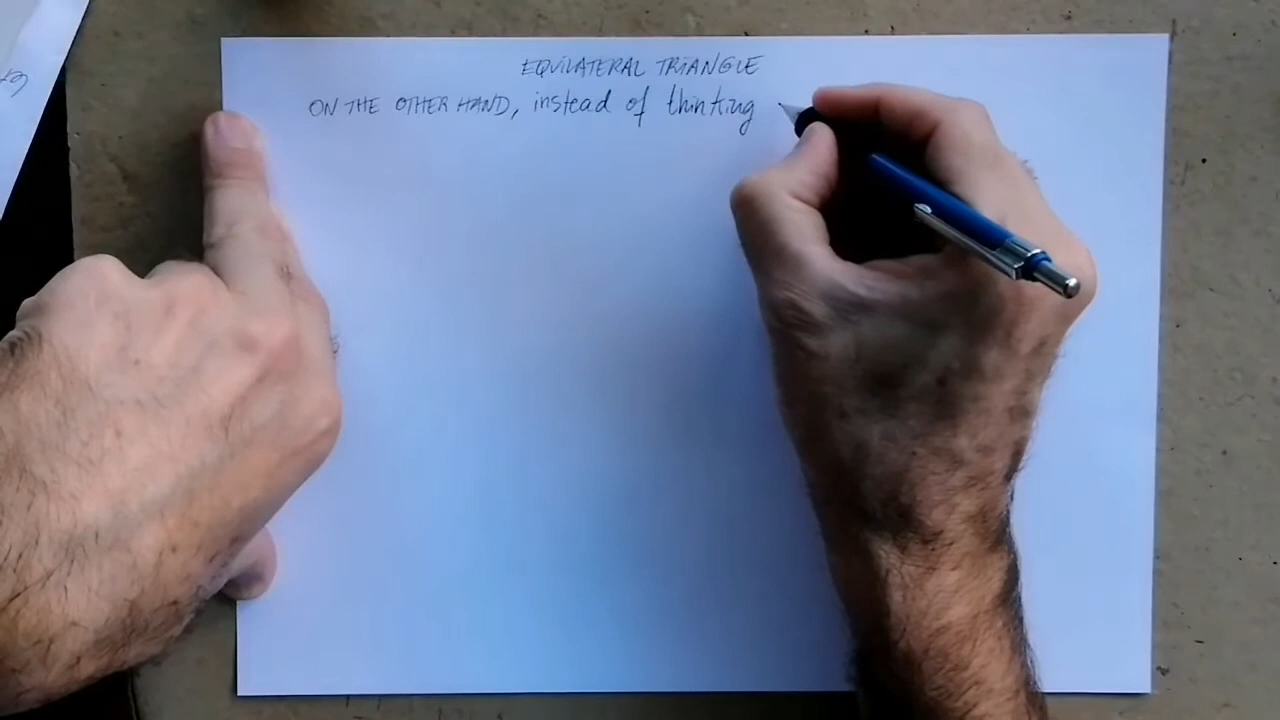 EQUILATERAL TRIANGLE
ON THE OTHER HAND, instead of thinking